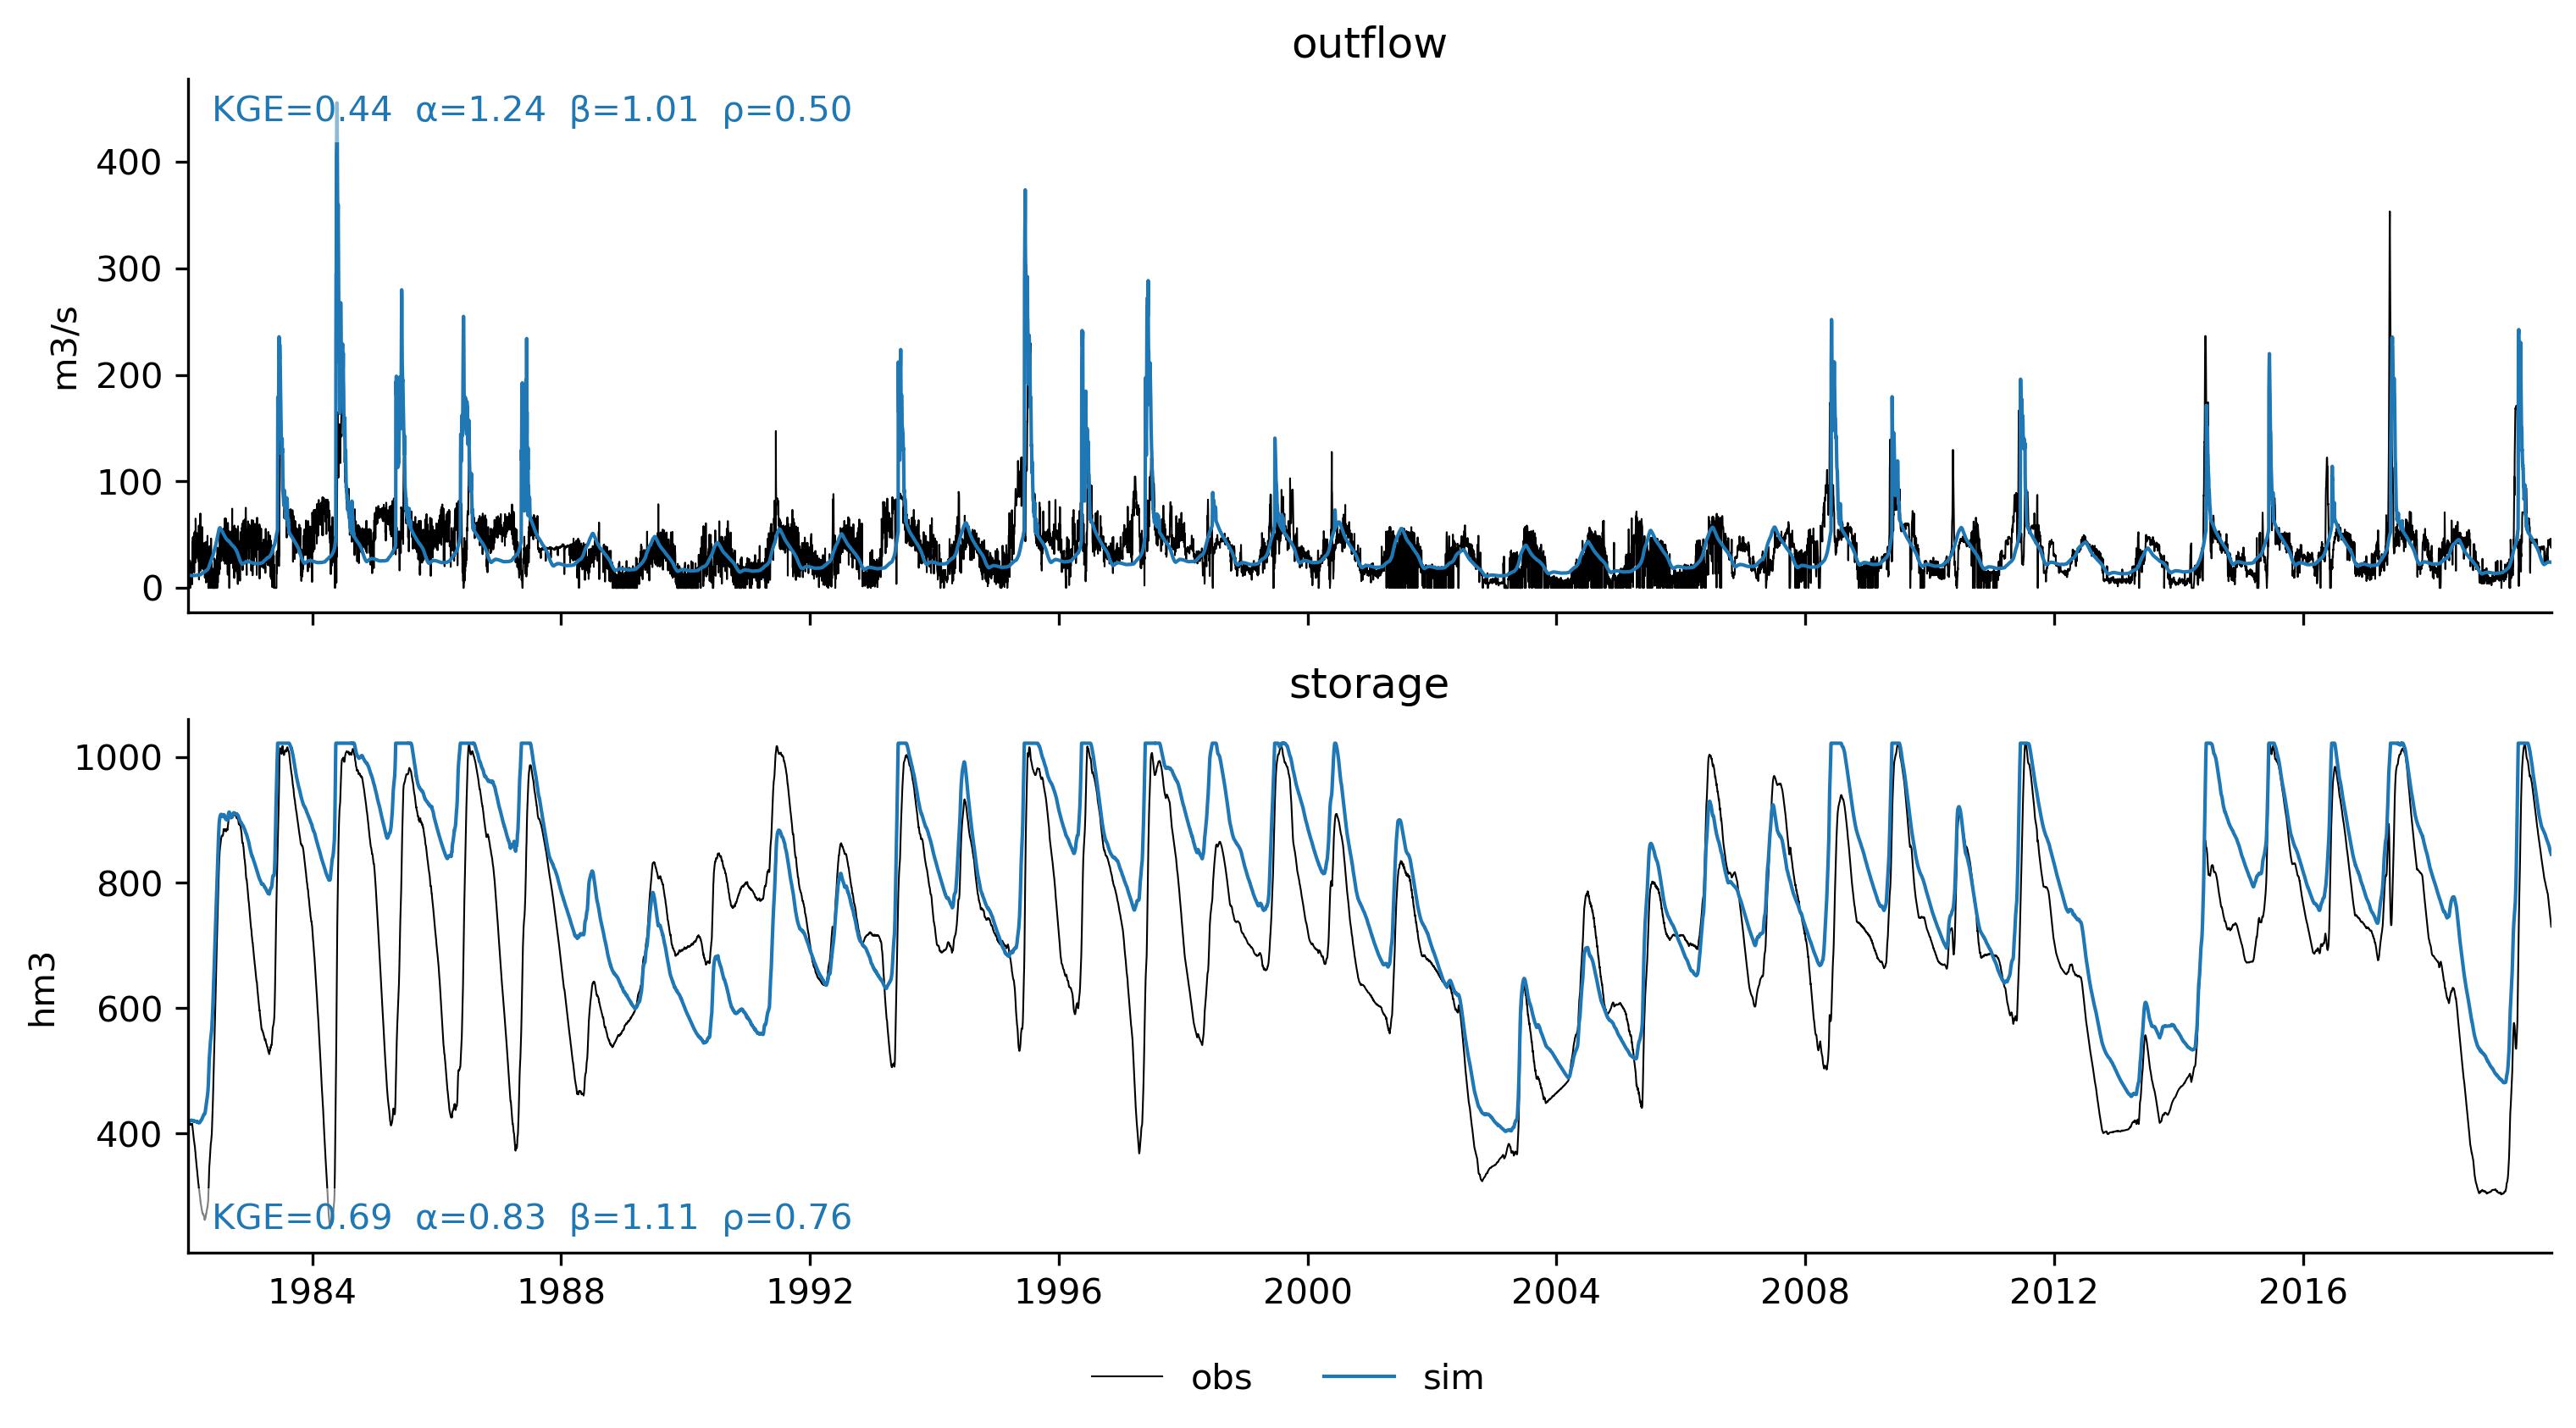 outflow
KGE=0.44 α=1.24 β=1.01 ρ=0.50
m3/s
400
300
200
100
0
storage
1000
800
600
400
hm3
KGE=0.69 α=0.83 β=1.11 ρ=0.76
1984 1988 1992 1996 2000 2004 2008 2012 2016
obs sim